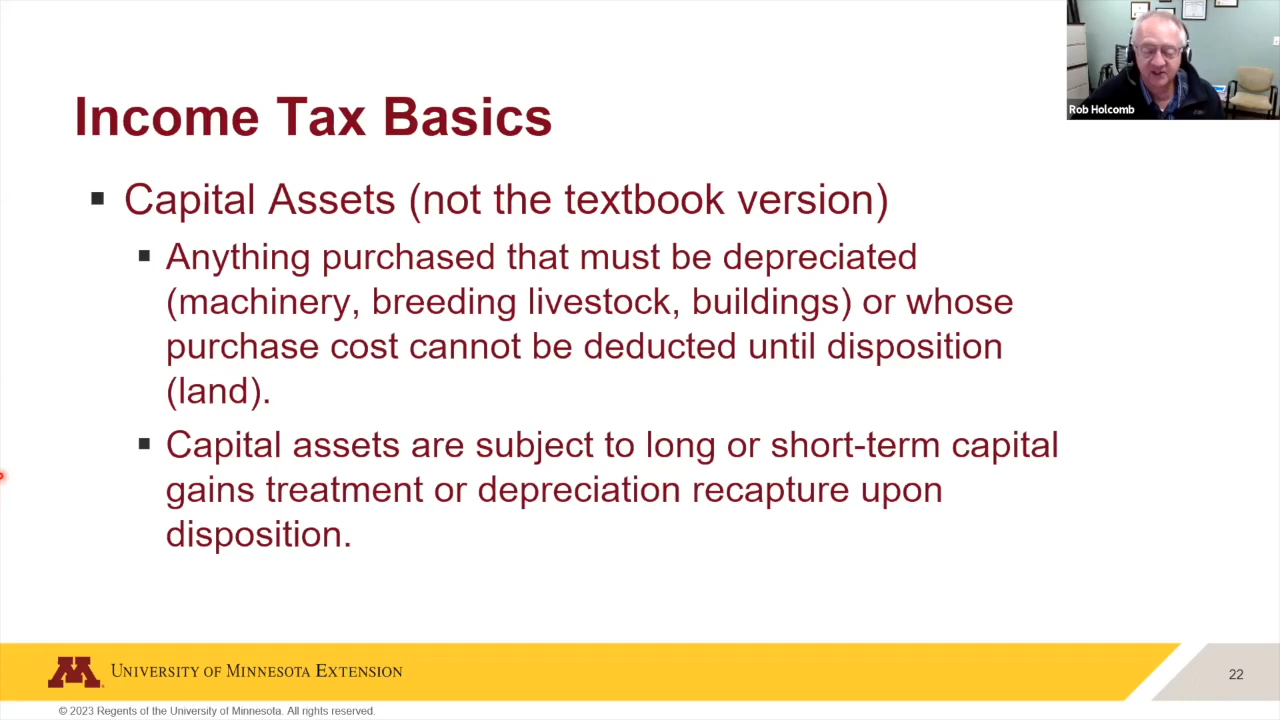 Rob Holcomb
Income Tax Basics
▪ Capital Assets (not the textbook version)
▪ Anything purchased that must be depreciated
(machinery, breeding livestock, buildings) or whose
purchase cost cannot be deducted until disposition
(land).
▪ Capital assets are subject to long or short-term capital
gains treatment or depreciation recapture upon
disposition.
M
UNIVERSITY OF MINNESOTA EXTENSION
22
© 2023 Regents of the University of Minnesota. All rights reserved.